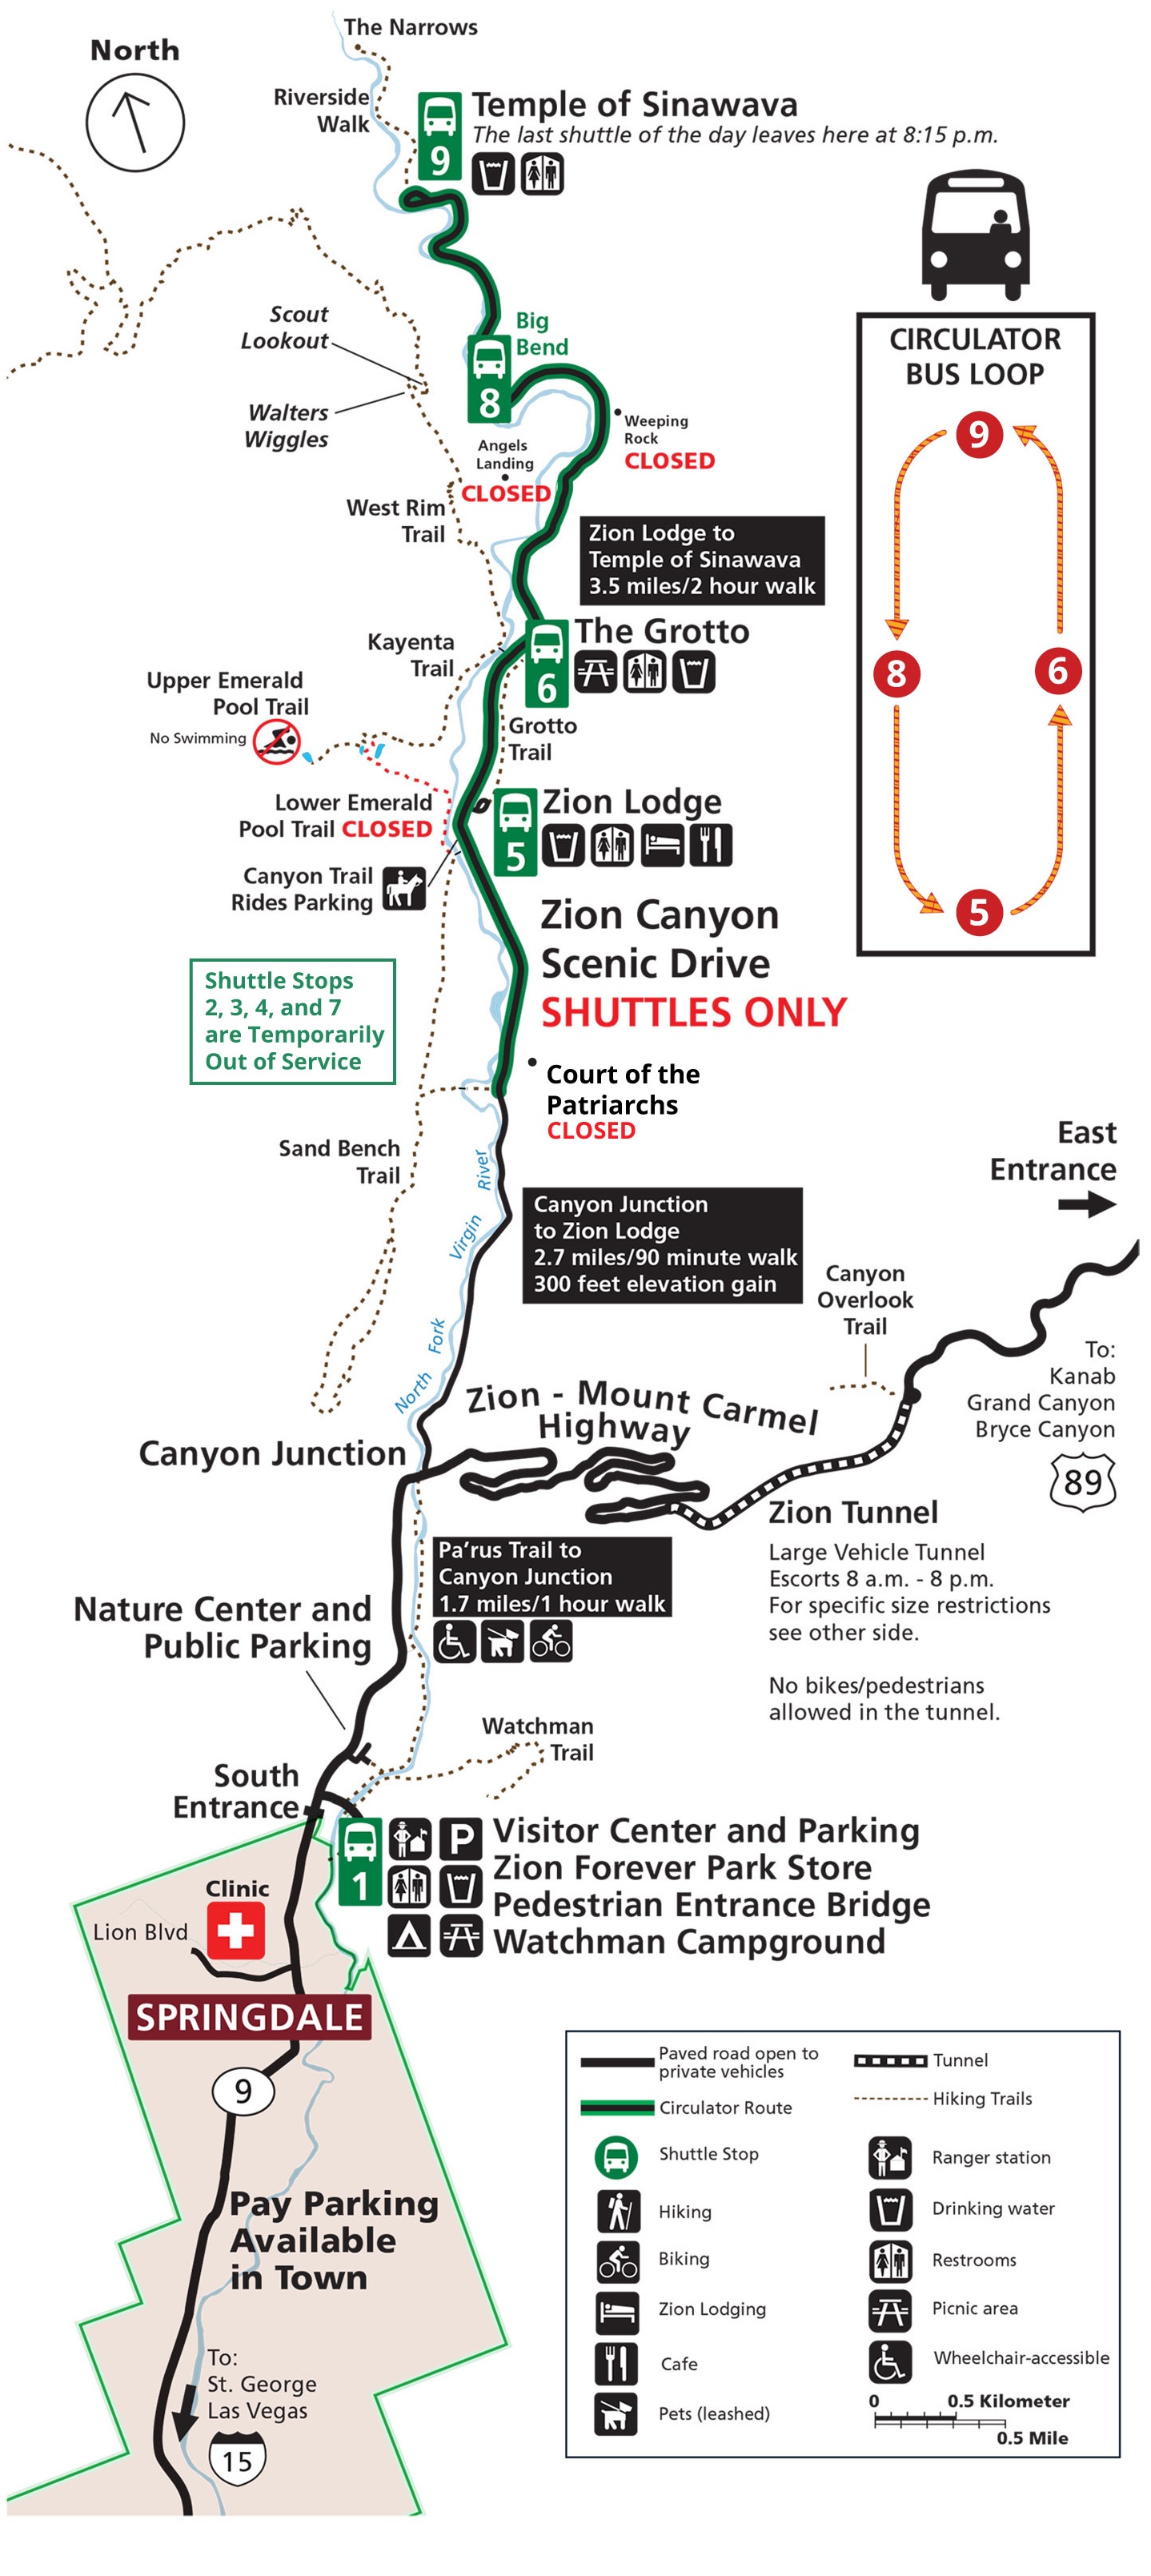 The Narrows
North
Riverside
Walk
9
Temple of Sinawava
The last shuttle of the day leaves here at 8:15 p.m.
Scout
Lookout
Walters
Wiggles
Big
Bend
8
Weeping
Rock
CLOSED
Angels
Landing
CLOSED
West Rim
Trail
Zion Lodge to
Temple of Sinawava
3.5 miles/2 hour walk
CIRCULATOR
BUS LOOP
9
8
6
5
Kayenta
Trail
6
The Grotto
Upper Emerald
Pool Trail
No Swimming
Grotto
Trail
Lower Emerald
Pool Trail CLOSED
5
Zion Lodge
Canyon Trail
Rides Parking
Zion Canyon
Scenic Drive
SHUTTLES ONLY
Shuttle Stops
2, 3, 4, and 7
are Temporarily
Out of Service
Court of the
Patriarchs
CLOSED
Sand Bench
Trail
North Fork Virgin River
Canyon Junction
to Zion Lodge
2.7 miles/90 minute walk
300 feet elevation gain
East
Entrance
Canyon
Overlook
Trail
To:
Kanab
Grand Canyon
Bryce Canyon
89
Zion - Mount Carmel
Highway
Canyon Junction
Zion Tunnel
Large Vehicle Tunnel
Escorts 8 a.m. - 8 p.m.
For specific size restrictions
see other side.
No bikes/pedestrians
allowed in the tunnel.
Pa'rus Trail to
Canyon Junction
1.7 miles/1 hour walk
Nature Center and
Public Parking
Watchman
Trail
South
Entrance
1
P
Visitor Center and Parking
Zion Forever Park Store
Pedestrian Entrance Bridge
Watchman Campground
Clinic
Lion Blvd
SPRINGDALE
9
Pay Parking
Available
in Town
To:
St. George
Las Vegas
15
Paved road open to
private vehicles
Circulator Route
Shuttle Stop
Hiking
Biking
Zion Lodging
Cafe
Pets (leashed)
Tunnel
Hiking Trails
Ranger station
Drinking water
Restrooms
Picnic area
Wheelchair-accessible
0 0.5 Kilometer
0.5 Mile